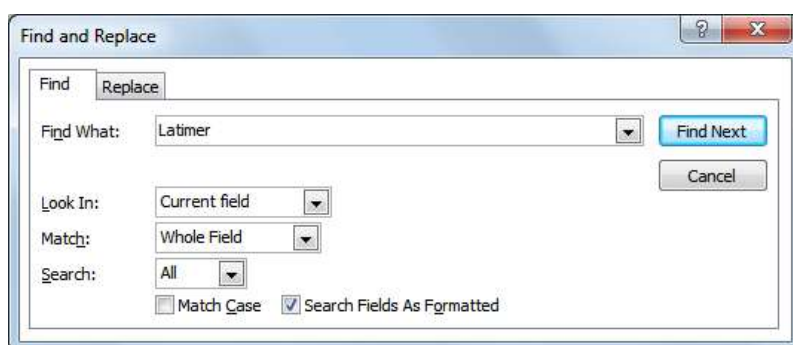 Find and Replace
Find Replace
Find What: Latimer Find Next
Cancel
Look In: Current field
Match: Whole Field
Search: All
Match Case Search Fields As Formatted